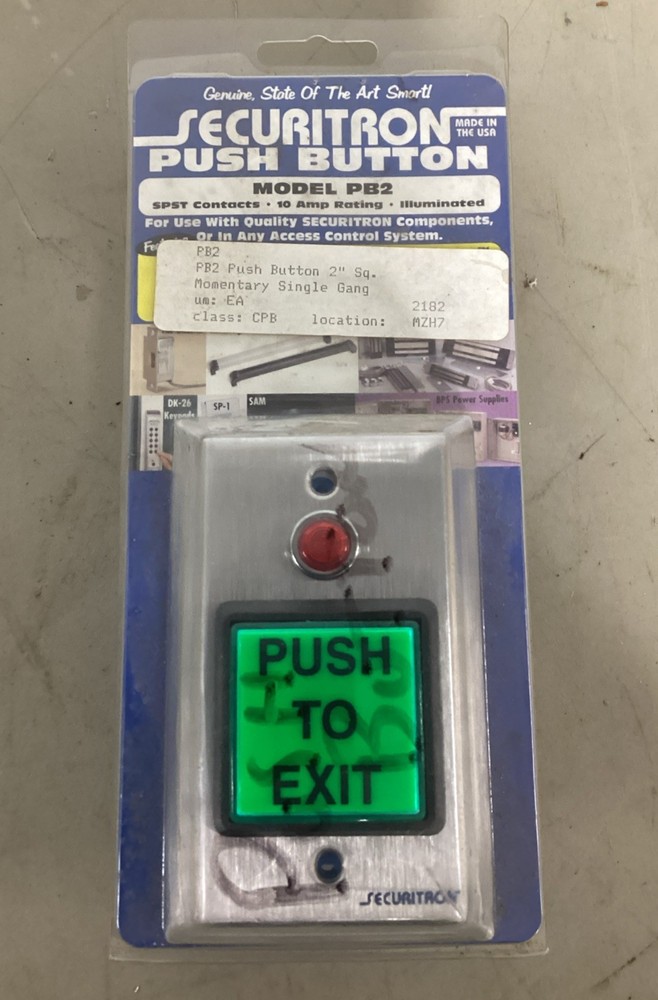 Genuine, State Of The Art Smart!
SECURITRON
MADE IN
THE USA
PUSH BUTTON
MODEL PB2
SPST Contacts • 10 Amp Rating • Illuminated
For Use With Quality SECURITRON Components,
Or In Any Access Control System.
PB2
PB2 Push Button 2" Sq.
Momentary Single Gang
um: EA
2182
class: CPB location: MZH7
DK-26
SP-1
SAM
BPS Power Supplies
Keypads
PUSH
TO
EXIT
SECURITRON